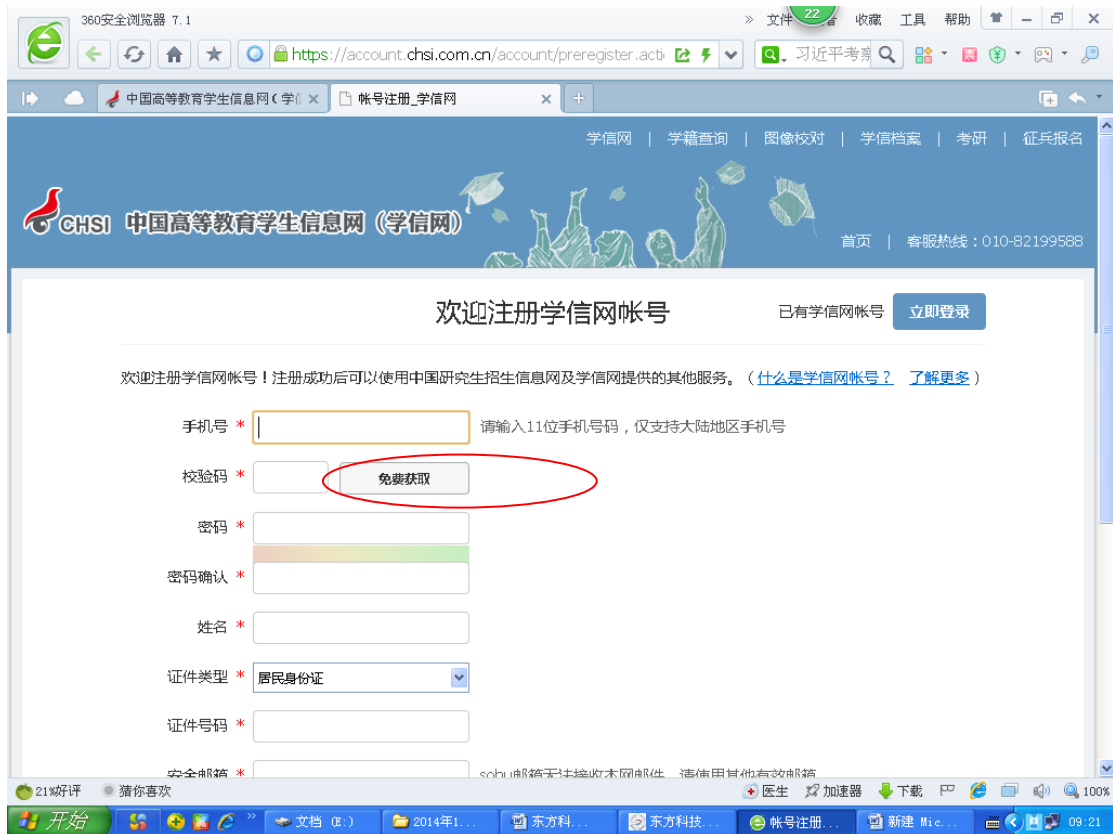 360安全浏览器 7.1
» 文件 22 收藏 工具 帮助
https://account.chsi.com.cn/account/preregister.acti
习近平考察
中国高等教育学生信息网(学信
帐号注册_学信网
学信网 | 学籍查询 | 图像校对 | 学信档案 | 考研 | 征兵报名
CHSI 中国高等教育学生信息网(学信网)
首页 | 客服热线:010-82199588
欢迎注册学信网帐号
已有学信网帐号 立即登录
欢迎注册学信网帐号!注册成功后可以使用中国研究生招生信息网及学信网提供的其他服务。(什么是学信网帐号? 了解更多)
手机号 * 请输入11位手机号码,仅支持大陆地区手机号
校验码 * 免费获取
密码 *
密码确认 *
姓名 *
证件类型 * 居民身份证
证件号码 *
安全邮箱 * sohu邮箱无法接收本网邮件,请使用其他有效邮箱
21%好评 猜你喜欢 医生 加速器 下载 100%
开始 » 文档 (E:) 2014年1... 东方科... 东方科技... 帐号注册... 新建 Mic... 09:21